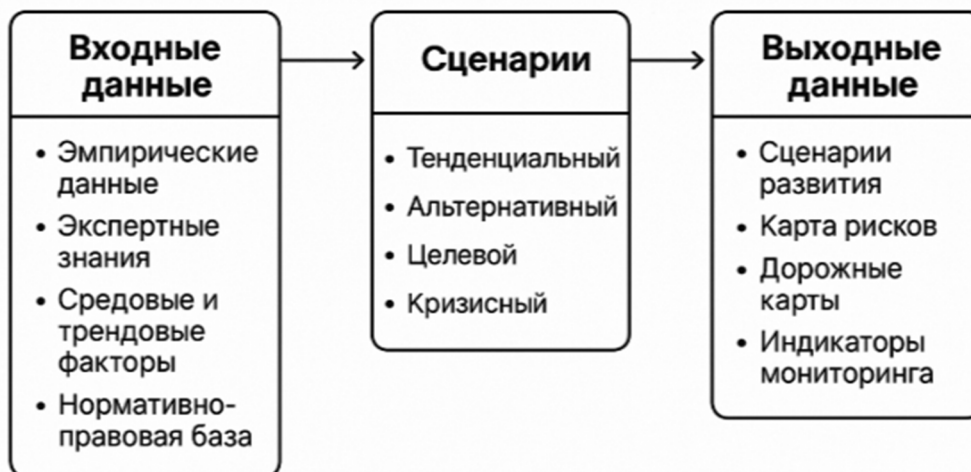 Входные
данные
• Эмпирические
данные
• Экспертные
знания
• Средовые и
трендовые
факторы
• Нормативно-
правовая база
Сценарии
• Тенденциальный
• Альтернативный
• Целевой
• Кризисный
Выходные
данные
• Сценарии
развития
• Карта рисков
• Дорожные
карты
• Индикаторы
мониторинга